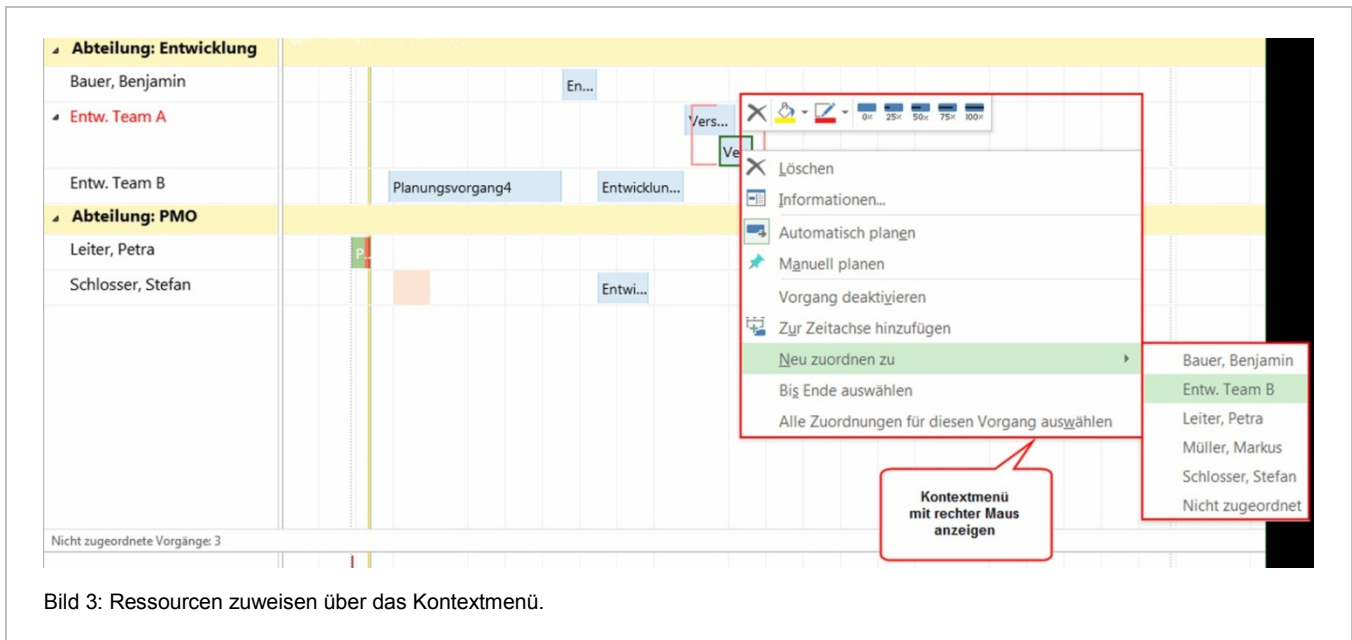 Abteilung: Entwicklung
Bauer, Benjamin
En...
Entw. Team A
Vers...
0% 25% 50% 75% 100%
Ve
Löschen
Entw. Team B
Planungsvorgang4
Entwicklun...
Informationen...
Abteilung: PMO
Automatisch planen
Leiter, Petra
P...
Manuell planen
Schlosser, Stefan
Entwi...
Vorgang deaktivieren
Zur Zeitachse hinzufügen
Neu zuordnen zu
Bis Ende auswählen
Alle Zuordnungen für diesen Vorgang auswählen
Bauer, Benjamin
Entw. Team B
Leiter, Petra
Müller, Markus
Schlosser, Stefan
Nicht zugeordnet
Kontextmenü
mit rechter Maus
anzeigen
Nicht zugeordnete Vorgänge: 3
Bild 3: Ressourcen zuweisen über das Kontextmenü.